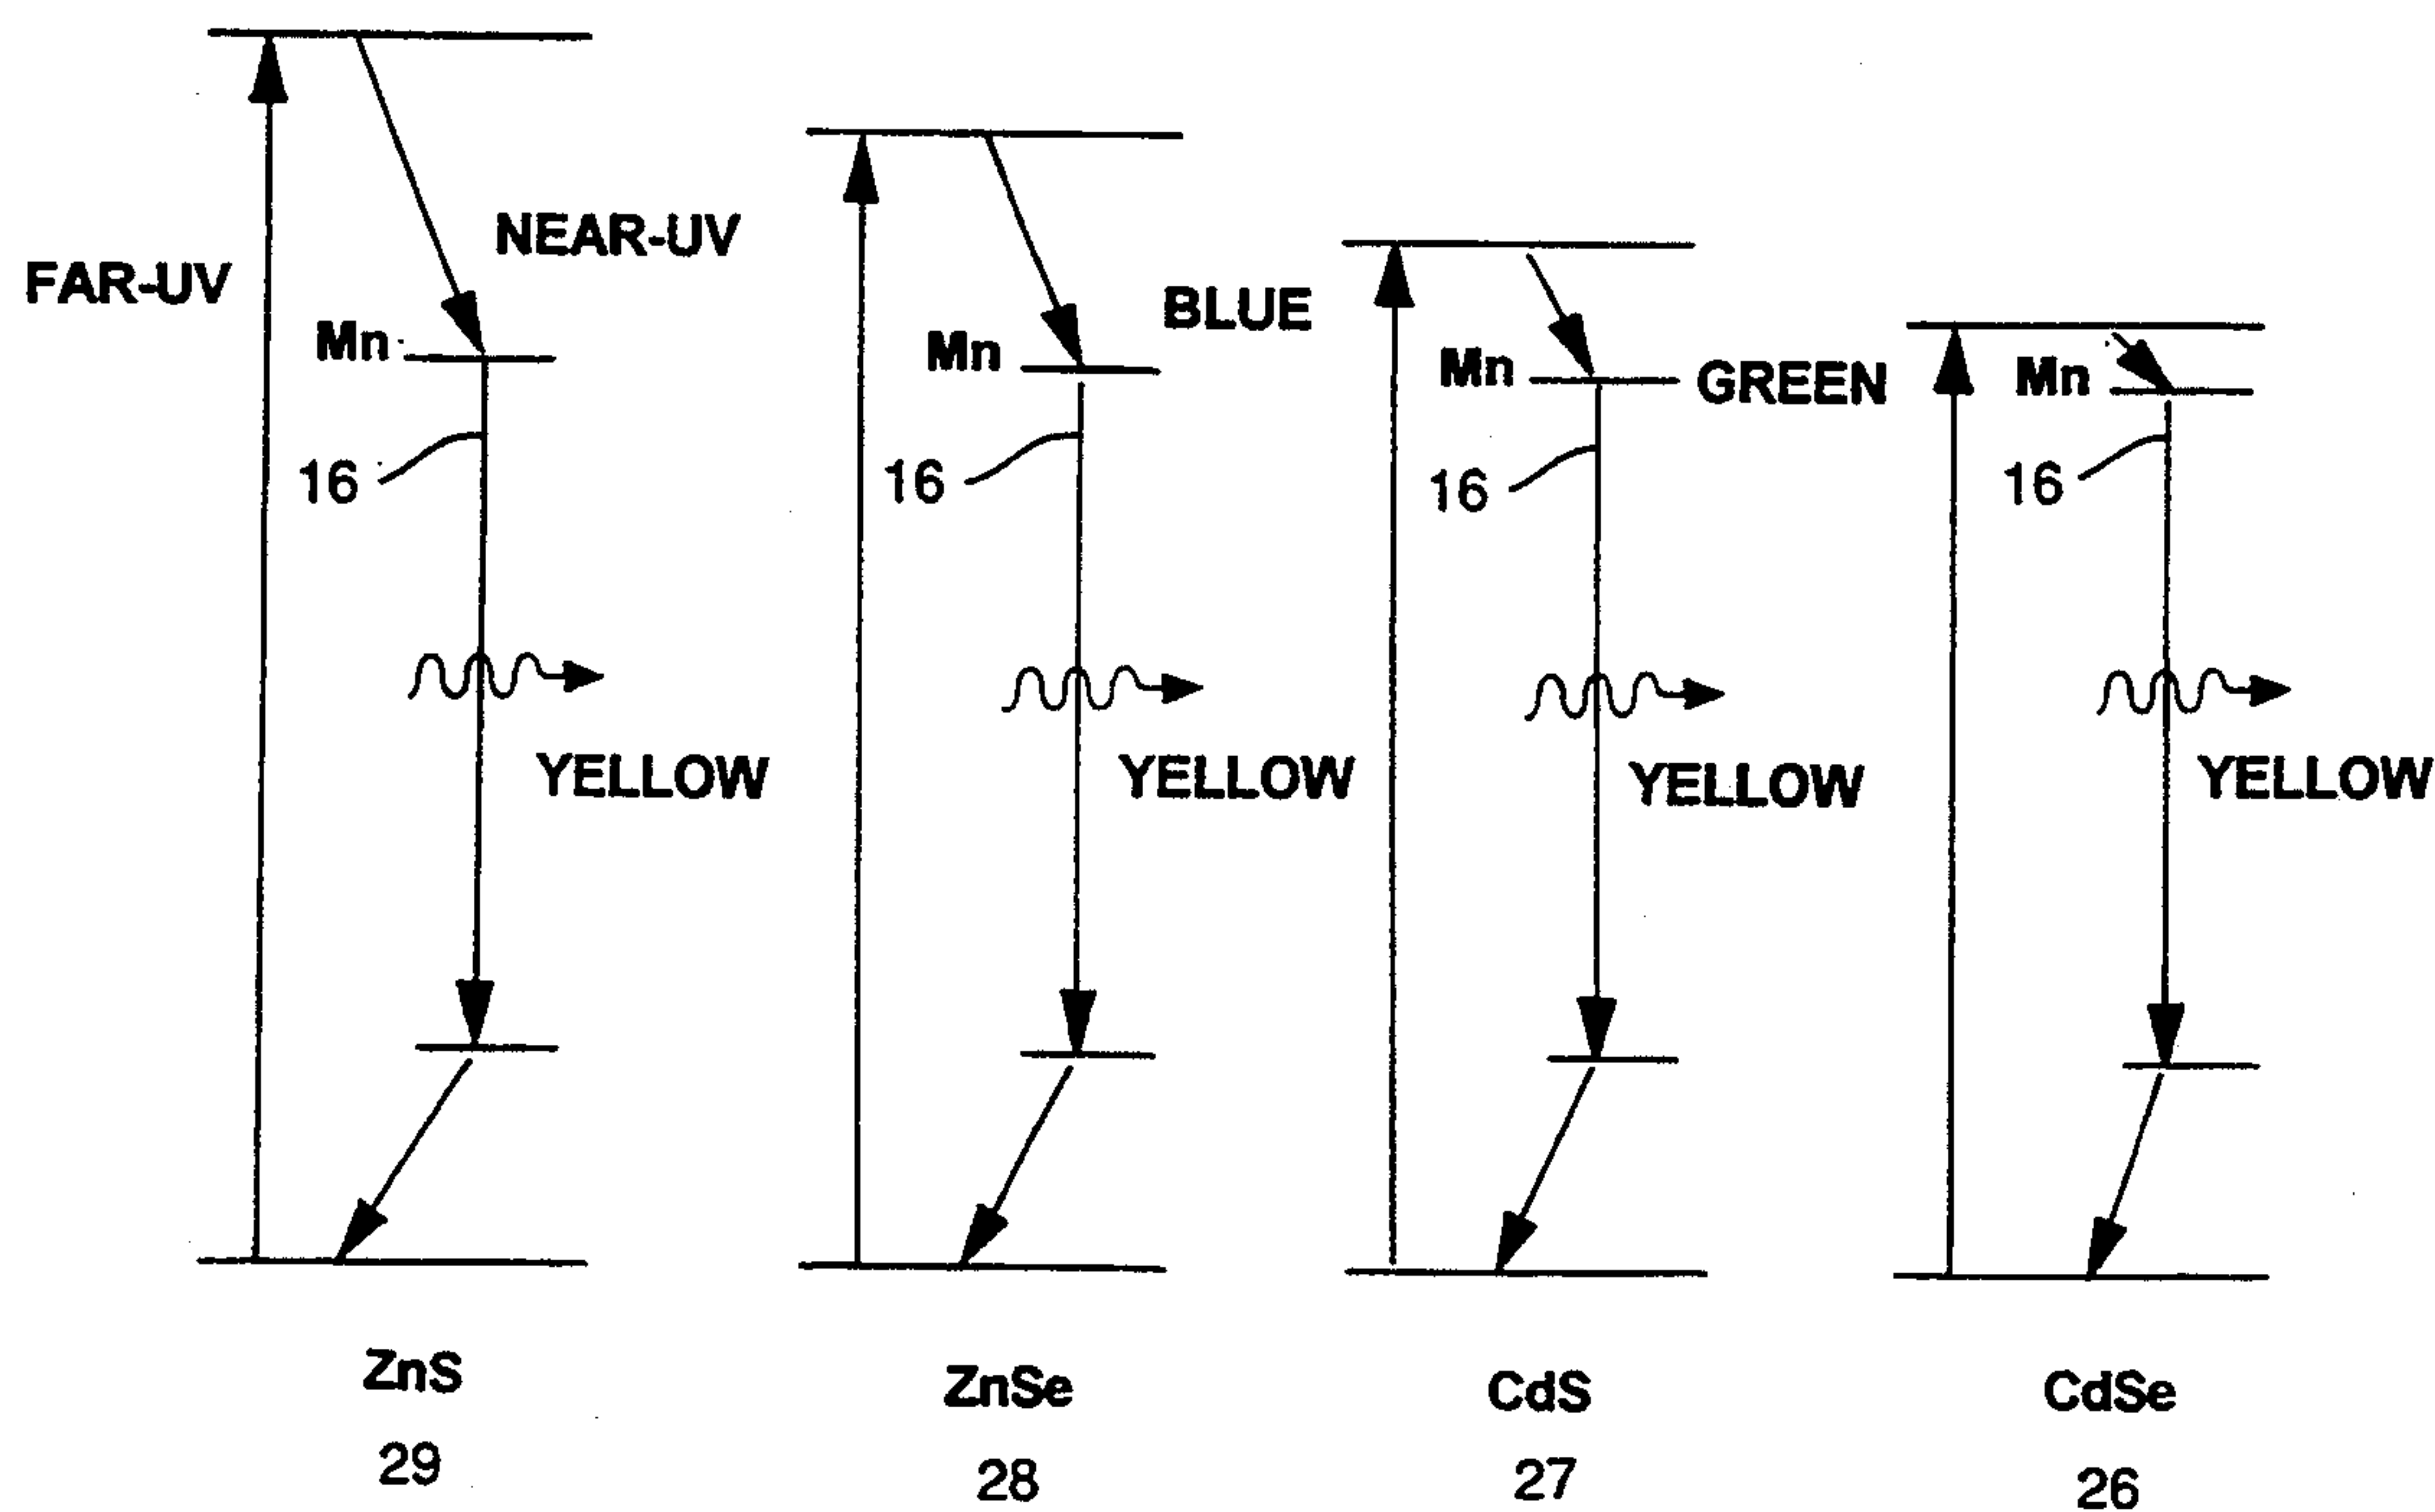 FAR-UV
NEAR-UV
Mn
16
YELLOW
ZnS
29
BLUE
Mn
16
YELLOW
ZnSe
28
Mn
GREEN
16
YELLOW
CdS
27
Mn
16
YELLOW
CdSe
26